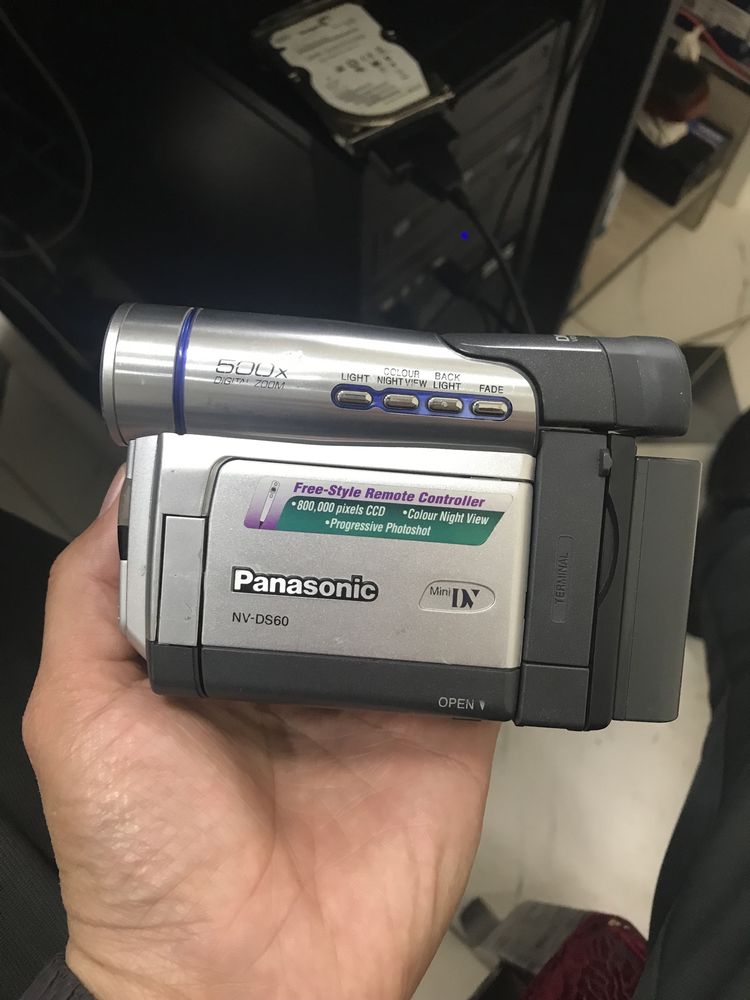 500x
DIGITAL ZOOM
LIGHT
COLOUR
NIGHT VIEW
BACK
LIGHT
FADE
Free-Style Remote Controller
•800,000 pixels CCD •Colour Night View
•Progressive Photoshot
Panasonic
Mini DV
NV-DS60
TERMINAL
OPEN